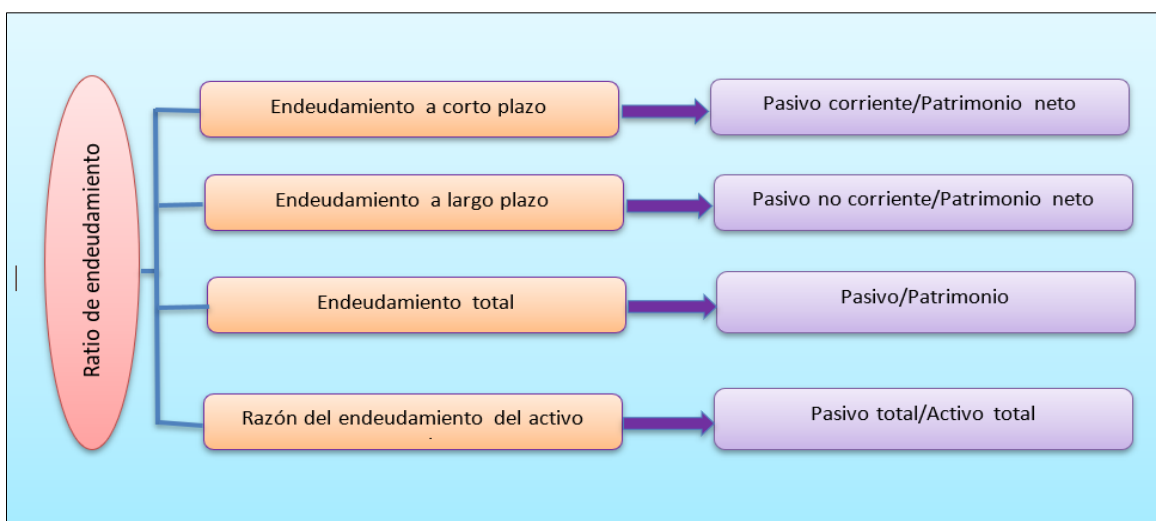 Ratio de endeudamiento
Endeudamiento a corto plazo
Pasivo corriente/Patrimonio neto
Endeudamiento a largo plazo
Pasivo no corriente/Patrimonio neto
Endeudamiento total
Pasivo/Patrimonio
Razón del endeudamiento del activo
Pasivo total/Activo total